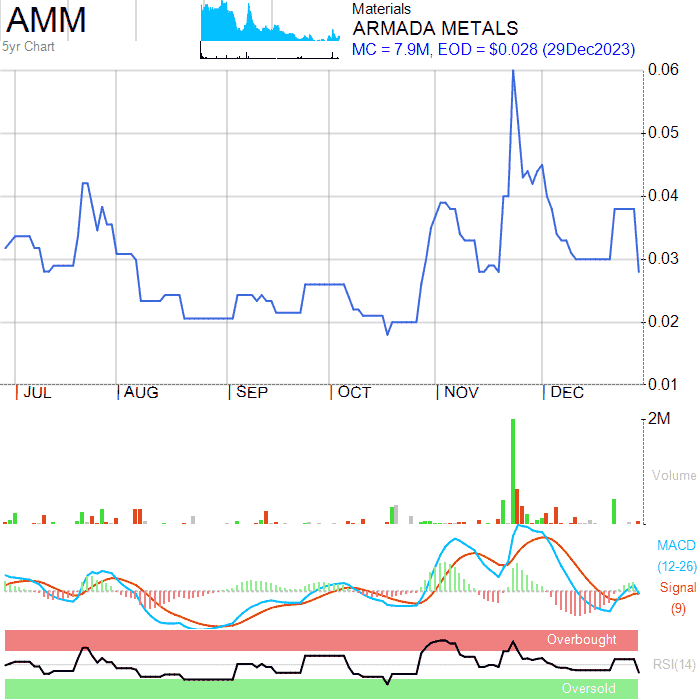 AMM
5yr Chart
Materials
ARMADA METALS
MC = 7.9M, EOD = $0.028 (29Dec2023)
0.06
0.05
0.04
0.03
0.02
0.01
JUL AUG SEP OCT NOV DEC
2M
Volume
MACD
(12-26)
Signal
(9)
Overbought
RSI(14)
Oversold